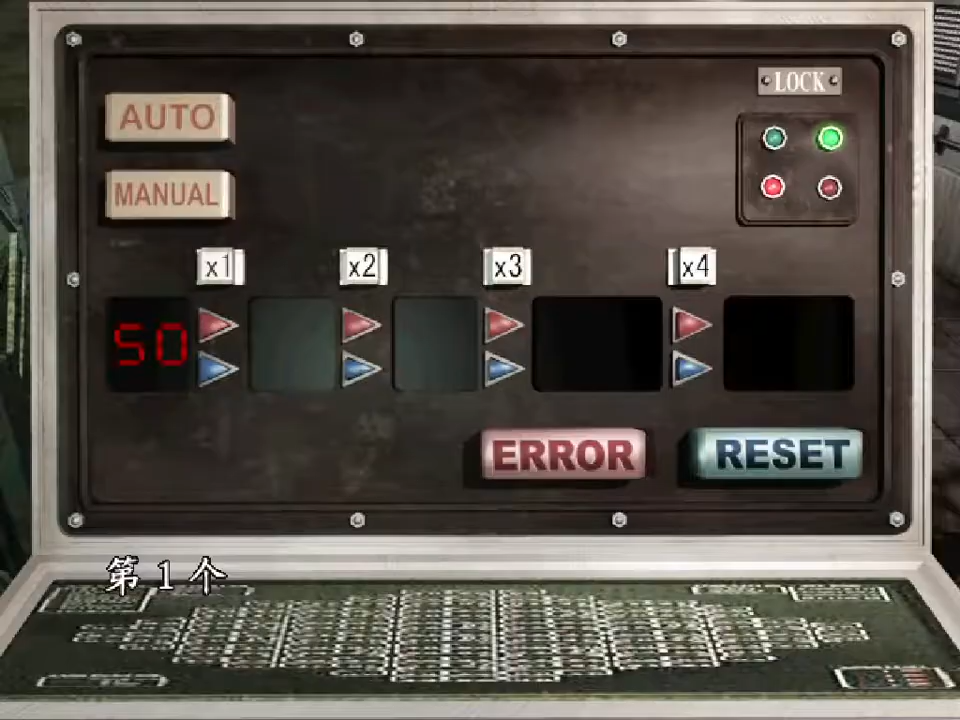 LOCK
AUTO
MANUAL
x1 x2 x3 x4
50
ERROR RESET
第1个